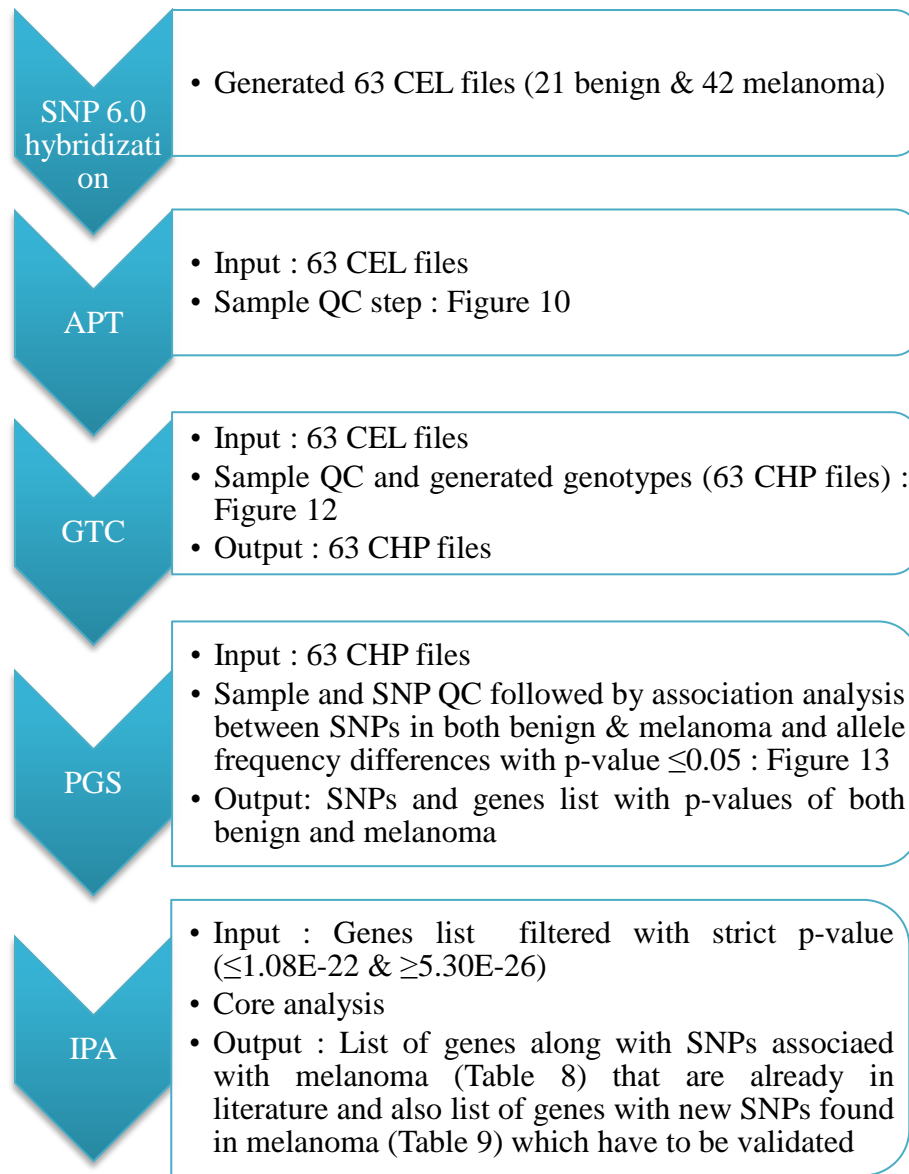 SNP 6.0
hybridizati
on
• Generated 63 CEL files (21 benign & 42 melanoma)
APT
• Input : 63 CEL files
• Sample QC step : Figure 10
GTC
• Input : 63 CEL files
• Sample QC and generated genotypes (63 CHP files) :
Figure 12
• Output : 63 CHP files
PGS
• Input : 63 CHP files
• Sample and SNP QC followed by association analysis
between SNPs in both benign & melanoma and allele
frequency differences with p-value ≤0.05 : Figure 13
• Output: SNPs and genes list with p-values of both
benign and melanoma
IPA
• Input : Genes list filtered with strict p-value
(≤1.08E-22 & ≥5.30E-26)
• Core analysis
• Output : List of genes along with SNPs associaed
with melanoma (Table 8) that are already in
literature and also list of genes with new SNPs found
in melanoma (Table 9) which have to be validated